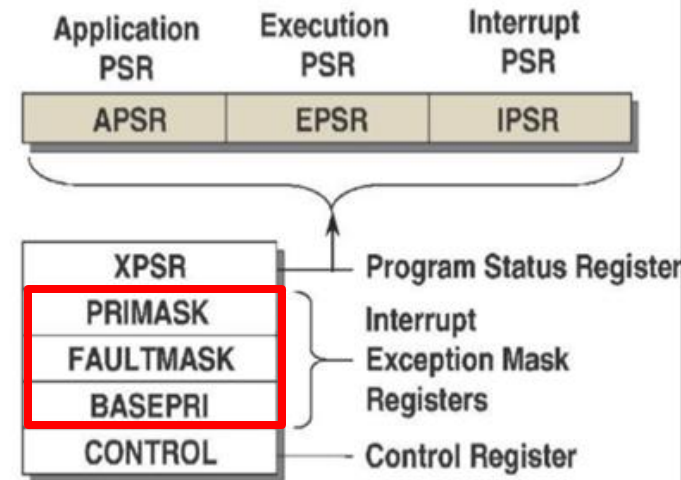 Application PSR
Execution PSR
Interrupt PSR
APSR
EPSR
IPSR
XPSR
Program Status Register
PRIMASK
FAULTMASK
BASEPRI
Interrupt
Exception Mask
Registers
CONTROL
Control Register